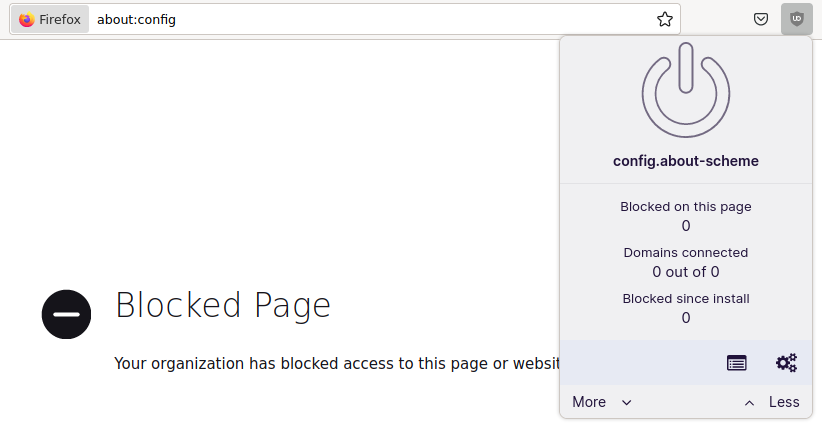 Firefox about:config
config.about-scheme
Blocked on this page
0
Domains connected
0 out of 0
Blocked since install
0
More Less
Blocked Page
Your organization has blocked access to this page or websit